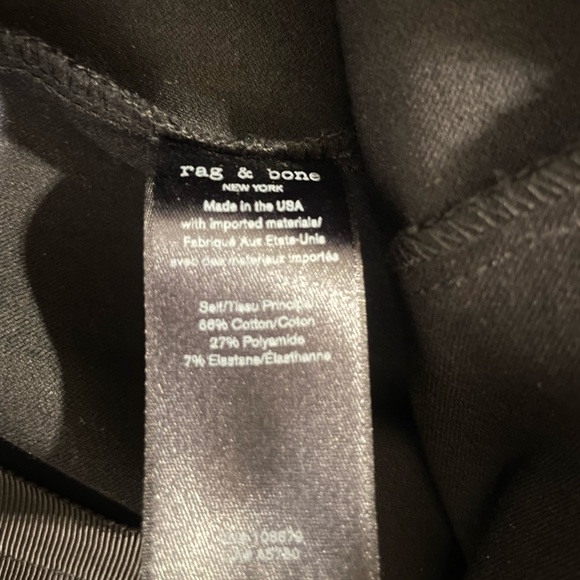 rag & bone
NEW YORK
Made in the USA
with imported materials/
Fabriqué Aux Etats-Unis
avec des materiaux importés
Self/Tissu Principal
66% Cotton/Coton
27% Polyamide
7% Elastane/Élasthanne